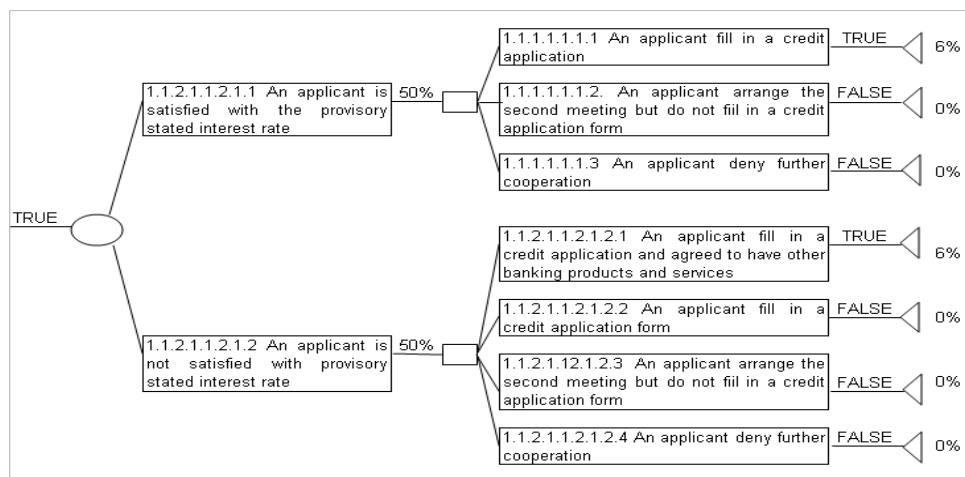 1.1.1.1.1.1.1 An applicant fill in a credit
application
TRUE
6%
1.1.2.1.1.2.1.1 An applicant is
satisfied with the provisory
stated interest rate
50%
1.1.1.1.1.1.2. An applicant arrange the
second meeting but do not fiil in a credit
application form
FALSE
0%
1.1.1.1.1.1.3 An applicant deny further
cooperation
FALSE
0%
TRUE
1.1.2.1.1.2.1.2.1 An applicant fill in a
credit application and agreed to have other
banking products and services
TRUE
6%
1.1.2.1.1.2.1.2.2 An applicant fill in a
credit application form
FALSE
0%
1.1.2.1.1.2.1.2 An applicant is
not satisfied with provisory
stated interest rate
50%
1.1.2.1.12.1.2.3 An applicant arrange the
second meeting but do not fiil in a credit
application form
FALSE
0%
1.1.2.1.1.2.1.2.4 An applicant deny further
cooperation
FALSE
0%